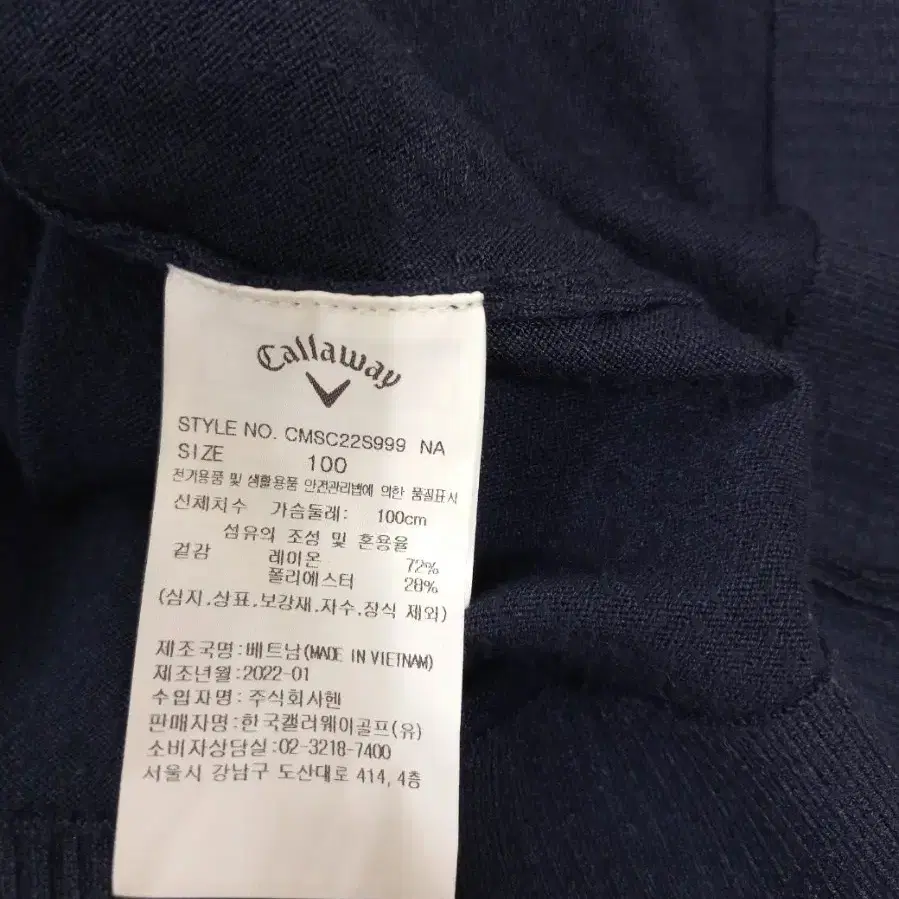 Callaway
STYLE NO. CMSC22S999 NA
SIZE 100
전기용품 및 생활용품 안전관리법에 의한 품질표시
신체치수 가슴둘레: 100cm
섬유의 조성 및 혼용율
겉감 레이온 72%
폴리에스터 28%
(심지.상표.보강재.자수.장식 제외)
제조국명:베트남(MADE IN VIETNAM)
제조년월:2022-01
수입자명: 주식회사헨
판매자명:한국캘러웨이골프(유)
소비자상담실:02-3218-7400
서울시 강남구 도산대로 414,4층